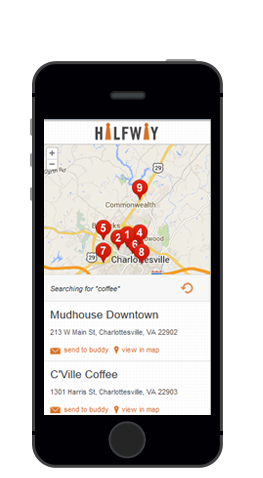 HALFWAY
+
−
29
9
Commonwealth
5
4
1
2
6
7
8
29
Charlottesville
Searching for "coffee"
Mudhouse Downtown
213 W Main St, Charlottesville, VA 22902
send to buddy view in map
C'Ville Coffee
1301 Harris St, Charlottesville, VA 22903
send to buddy view in map